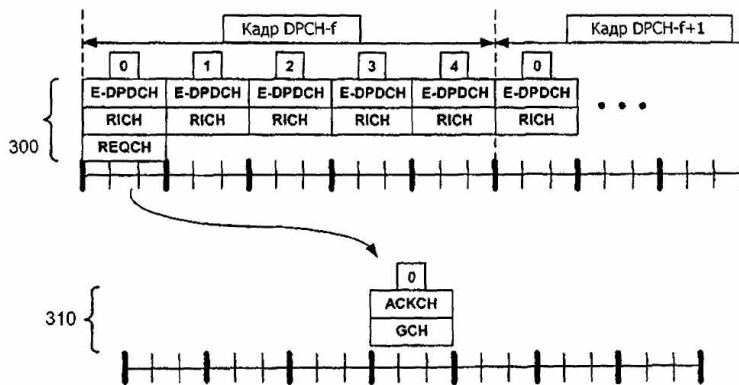 Кадр DPCH-f Кадр DPCH-f+1
0 1 2 3 4 0
E-DPDCH E-DPDCH E-DPDCH E-DPDCH E-DPDCH E-DPDCH
RICH RICH RICH RICH RICH RICH
300 REQCH
0
ACKCH
310 GCH